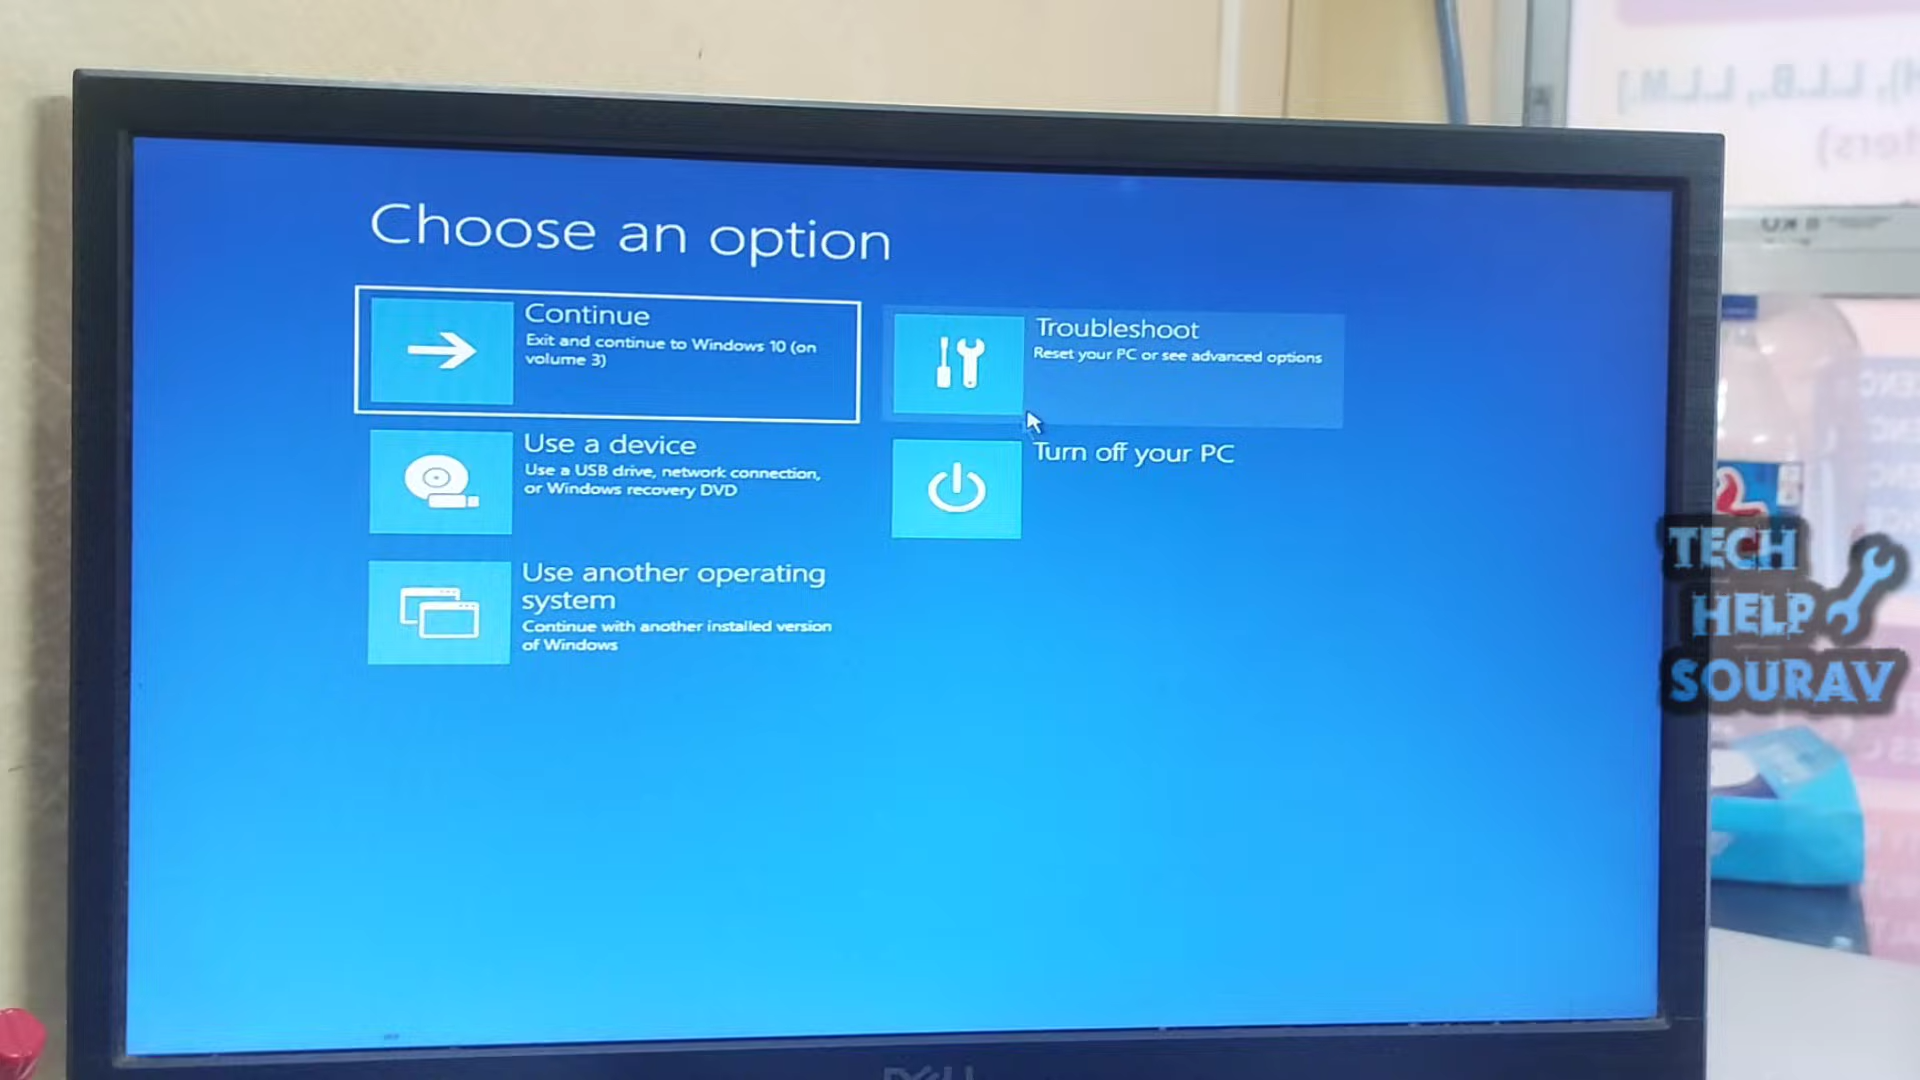 Choose an option
Continue
Exit and continue to Windows 10 (on
volume 3)
Troubleshoot
Reset your PC or see advanced options
Use a device
Use a USB drive, network connection,
or Windows recovery DVD
Turn off your PC
Use another operating
system
Continue with another installed version
of Windows
TECH
HELP
SOURAV
DELL